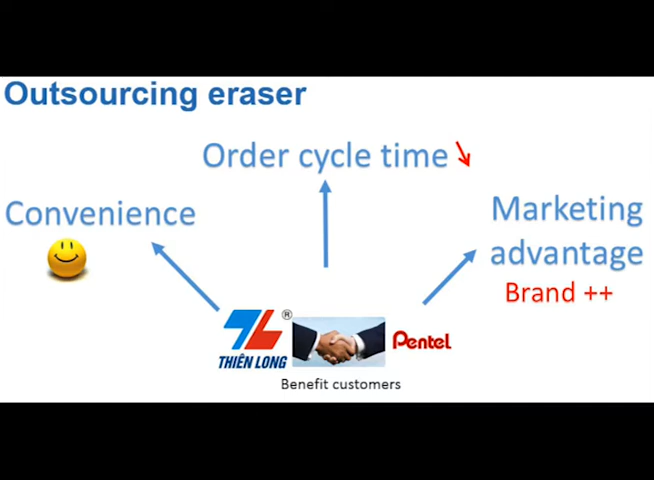 Outsourcing eraser
Order cycle time
Convenience
Marketing
advantage
Brand ++
THIÊN LONG
®
Pentel
Benefit customers